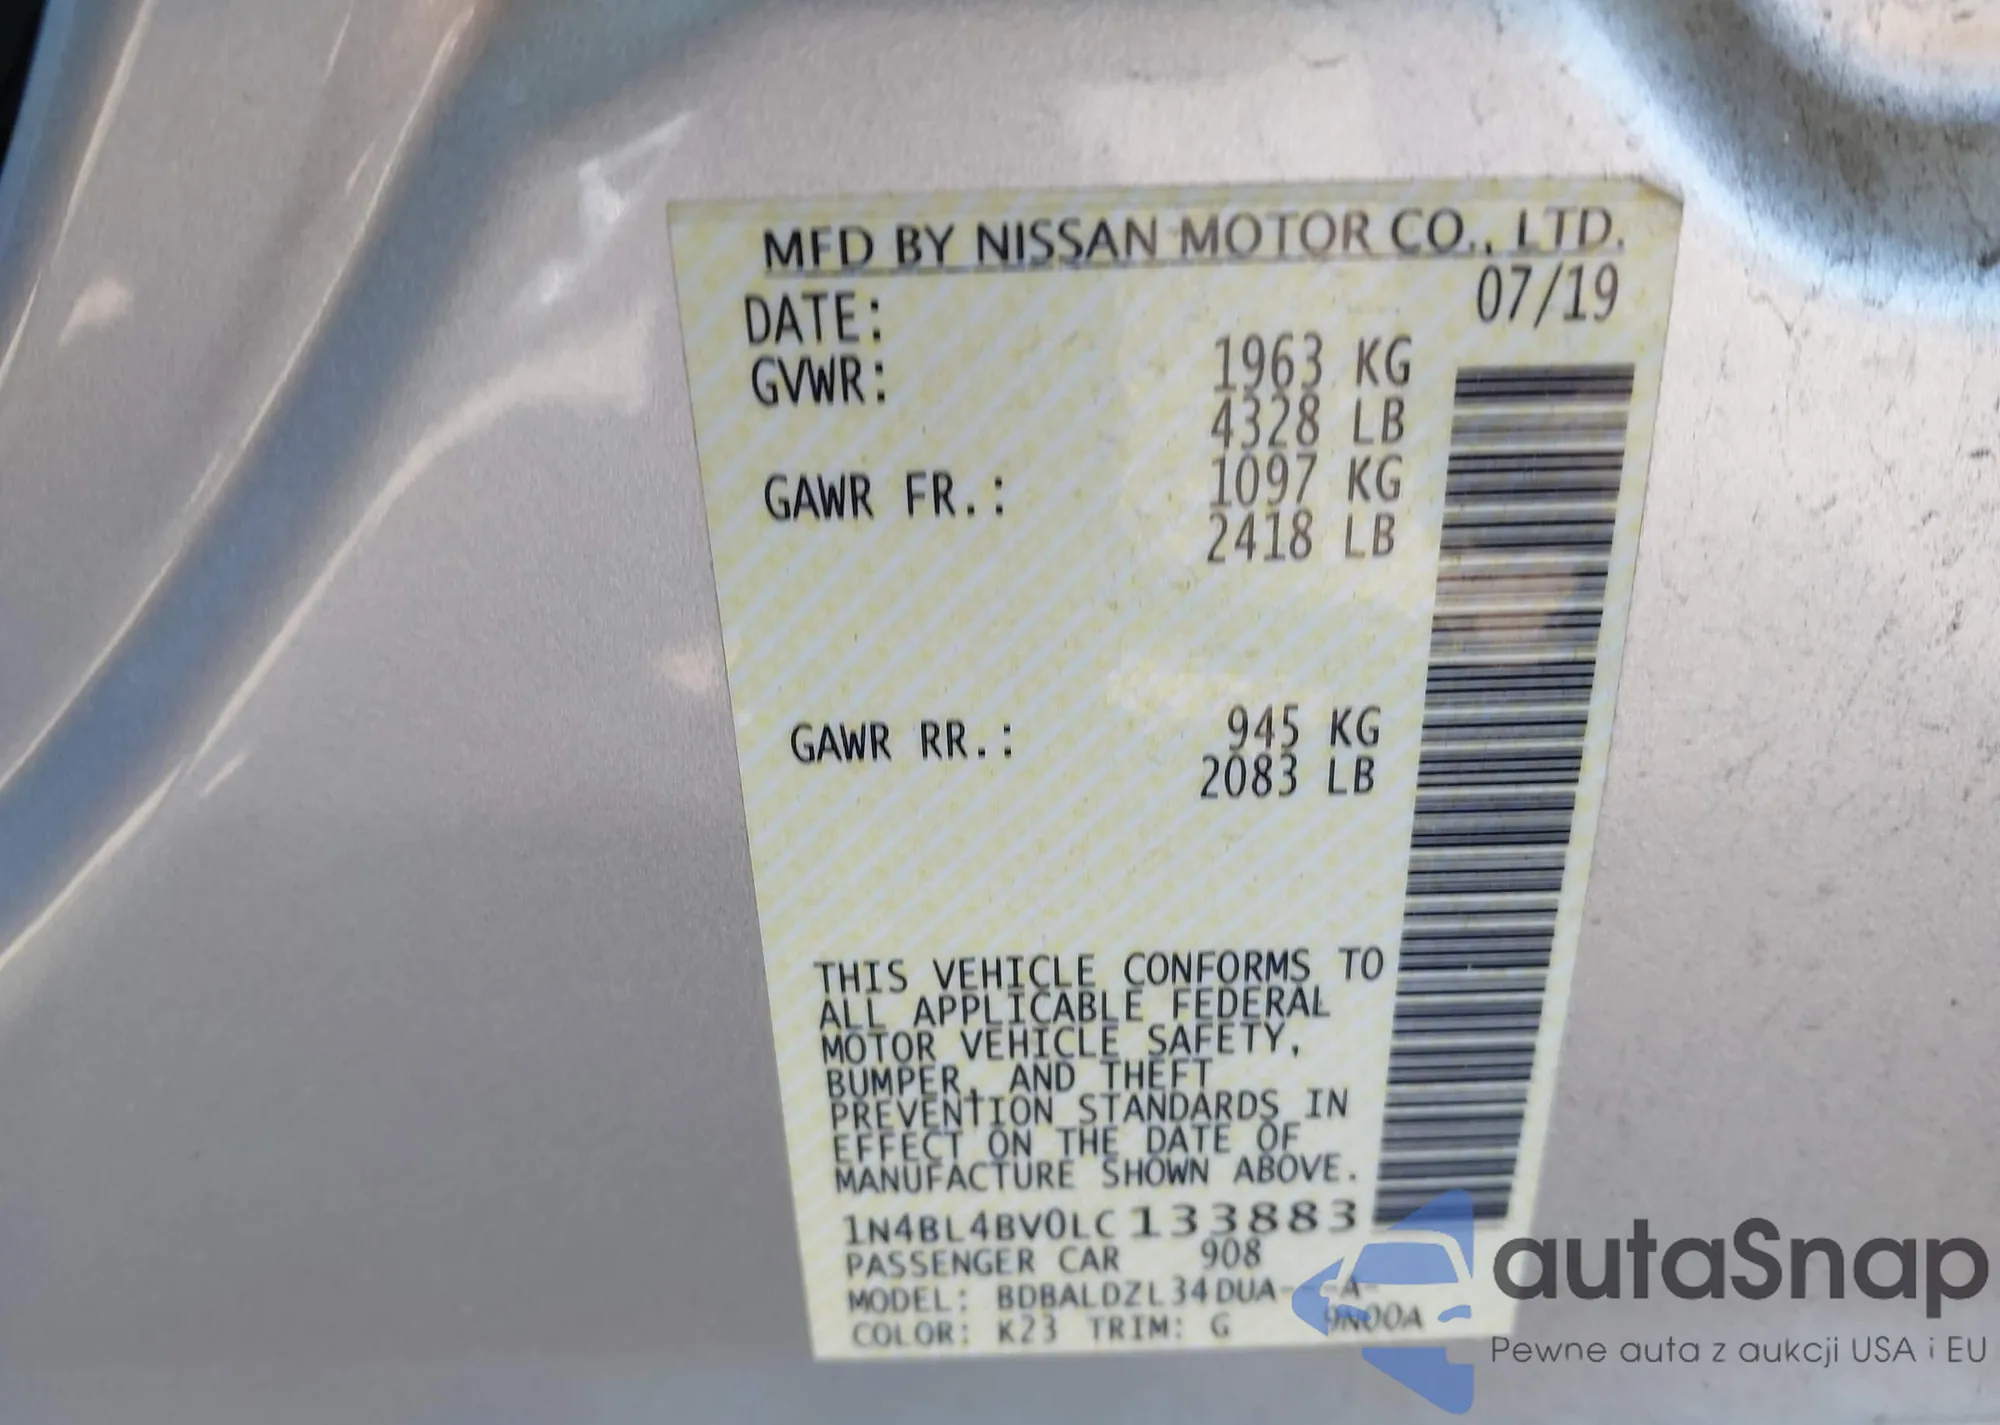 MFD BY NISSAN MOTOR CO., LTD.
DATE: 07/19
GVWR: 1963 KG
4328 LB
GAWR FR.: 1097 KG
2418 LB
GAWR RR.: 945 KG
2083 LB
THIS VEHICLE CONFORMS TO
ALL APPLICABLE FEDERAL
MOTOR VEHICLE SAFETY,
BUMPER, AND THEFT
PREVENTION STANDARDS IN
EFFECT ON THE DATE OF
MANUFACTURE SHOWN ABOVE.
1N4BL4BV0LC133883
PASSENGER CAR 908
MODEL: BDBALDZL34DUA---A-
COLOR: K23 TRIM: G 9N00A
autaSnap
Pewne auta z aukcji USA i EU